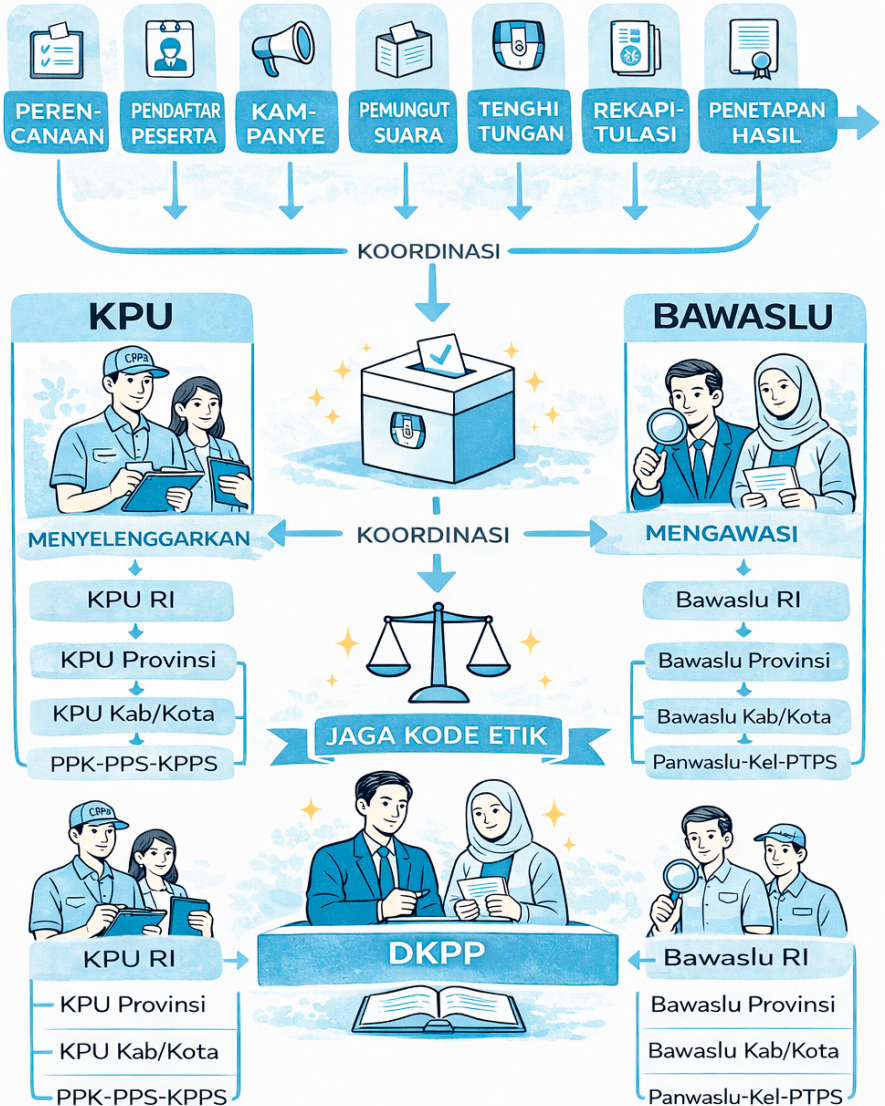 PEREN-
CANAAN
PENDAFTAR
PESERTA
KAM-
PANYE
PEMUNGUT
SUARA
TENGHI
TUNGAN
REKAPI-
TULASI
PENETAPAN
HASIL
KOORDINASI
KPU
BAWASLU
MENYELENGGARKAN
KOORDINASI
MENGAWASI
KPU RI
KPU Provinsi
KPU Kab/Kota
PPK-PPS-KPPS
Bawaslu RI
Bawaslu Provinsi
Bawaslu Kab/Kota
Panwaslu-Kel-PTPS
JAGA KODE ETIK
DKPP
KPU RI
KPU Provinsi
KPU Kab/Kota
PPK-PPS-KPPS
Bawaslu RI
Bawaslu Provinsi
Bawaslu Kab/Kota
Panwaslu-Kel-PTPS